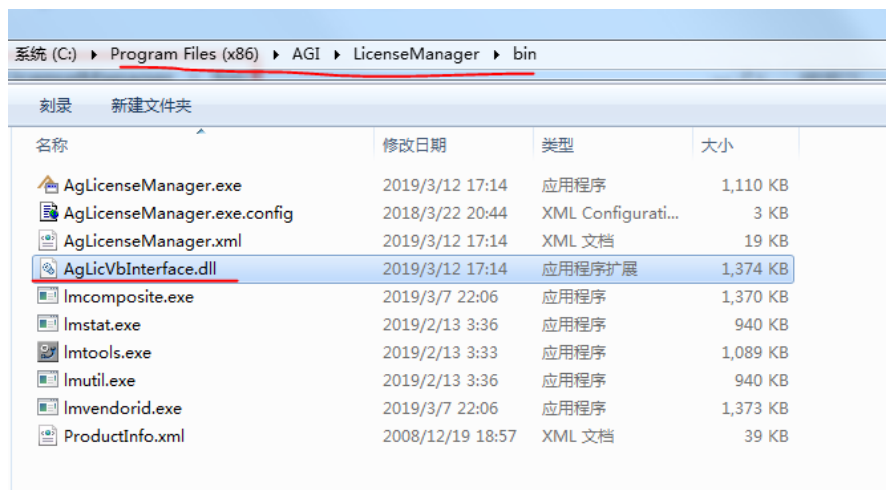 系统 (C:) ▸ Program Files (x86) ▸ AGI ▸ LicenseManager ▸ bin
刻录 新建文件夹
名称 修改日期 类型 大小
AgLicenseManager.exe 2019/3/12 17:14 应用程序 1,110 KB
AgLicenseManager.exe.config 2018/3/22 20:44 XML Configurati... 3 KB
AgLicenseManager.xml 2019/3/12 17:14 XML 文档 19 KB
AgLicVbInterface.dll 2019/3/12 17:14 应用程序扩展 1,374 KB
lmcomposite.exe 2019/3/7 22:06 应用程序 1,370 KB
lmstat.exe 2019/2/13 3:36 应用程序 940 KB
lmtools.exe 2019/2/13 3:33 应用程序 1,089 KB
lmutil.exe 2019/2/13 3:36 应用程序 940 KB
lmvendorid.exe 2019/3/7 22:06 应用程序 1,373 KB
ProductInfo.xml 2008/12/19 18:57 XML 文档 39 KB